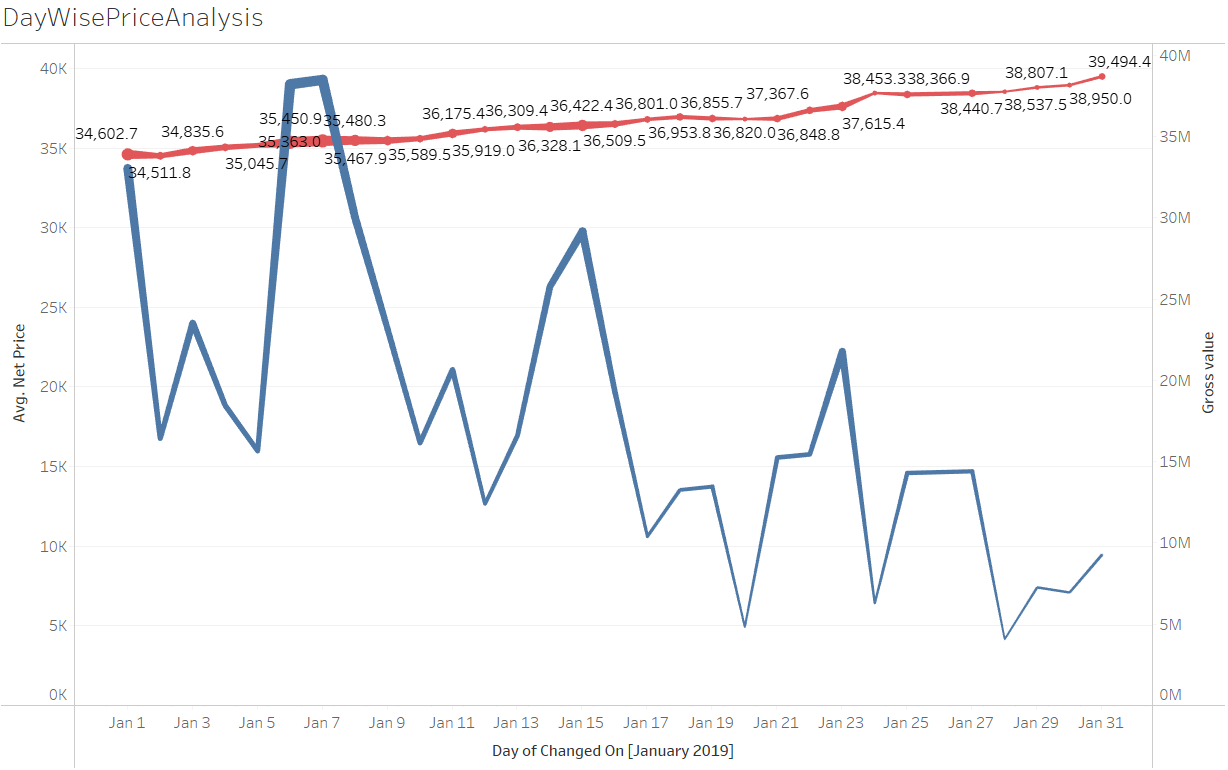 DayWisePriceAnalysis
40K
35K
30K
25K
20K
15K
10K
5K
0K
Avg. Net Price
34,602.7
34,511.8
34,835.6
35,045.7
35,363.0
35,450.9
35,480.3
35,467.9
35,589.5
36,175.4
35,919.0
36,309.4
36,328.1
36,422.4
36,509.5
36,801.0
36,953.8
36,855.7
36,820.0
36,848.8
37,367.6
37,615.4
38,453.3
38,366.9
38,440.7
38,537.5
38,807.1
38,950.0
39,494.4
40M
35M
30M
25M
20M
15M
10M
5M
0M
Gross value
Jan 1 Jan 3 Jan 5 Jan 7 Jan 9 Jan 11 Jan 13 Jan 15 Jan 17 Jan 19 Jan 21 Jan 23 Jan 25 Jan 27 Jan 29 Jan 31
Day of Changed On [January 2019]